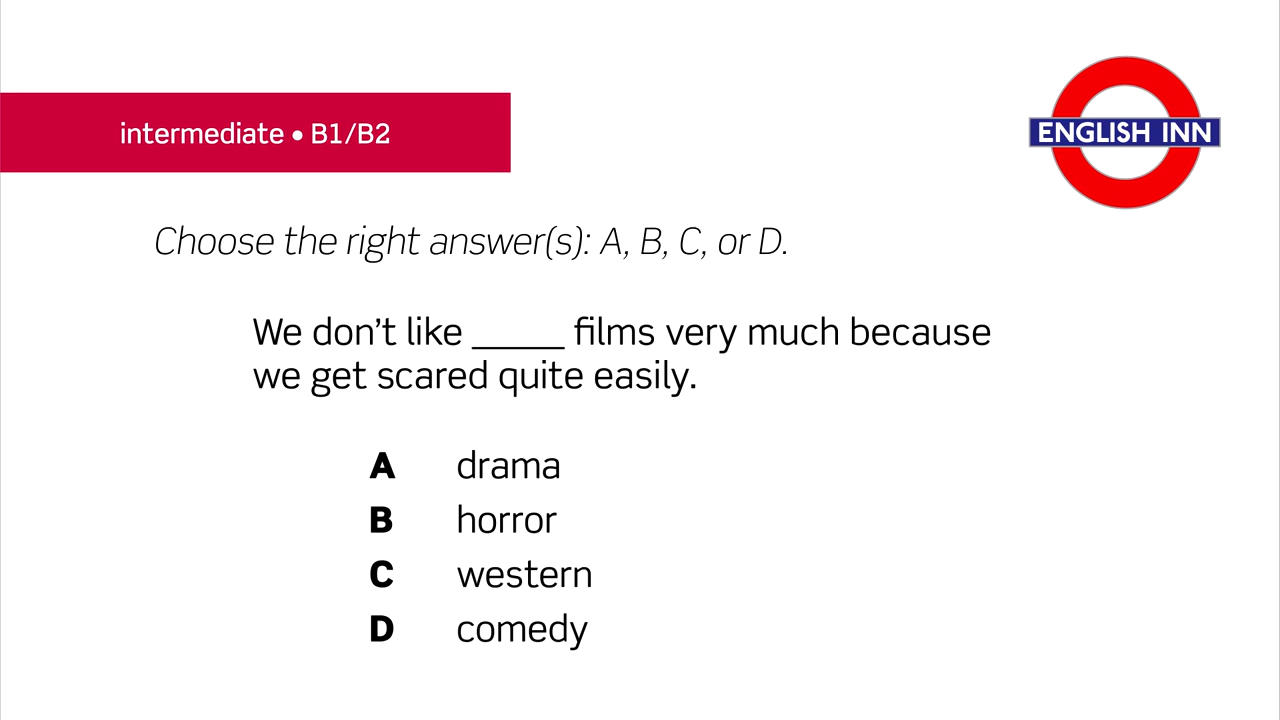 intermediate • B1/B2
ENGLISH INN
Choose the right answer(s): A, B, C, or D.
We don’t like _____ films very much because
we get scared quite easily.
A drama
B horror
C western
D comedy